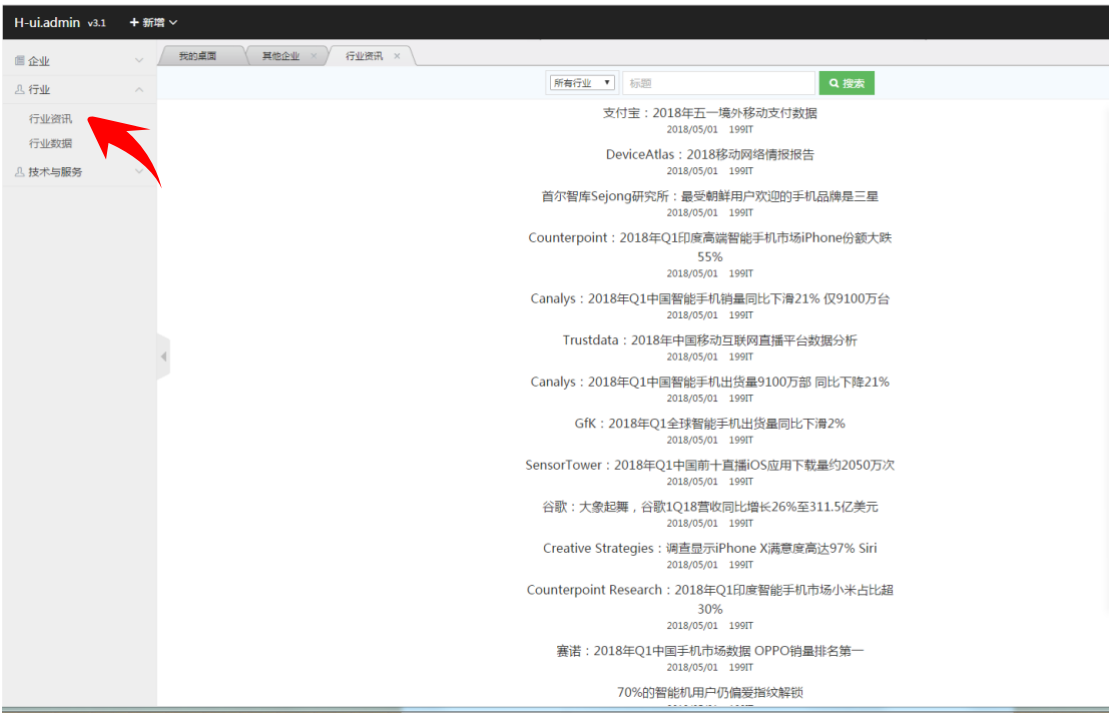 H-ui.admin v3.1 新增
企业
行业
行业资讯
行业数据
技术与服务
我的桌面 其他企业 行业资讯
所有行业 标题 搜索
支付宝：2018年五一境外移动支付数据
2018/05/01 199IT
DeviceAtlas：2018移动网络情报报告
2018/05/01 199IT
首尔智库Sejong研究所：最受朝鲜用户欢迎的手机品牌是三星
2018/05/01 199IT
Counterpoint：2018年Q1印度高端智能手机市场iPhone份额大跌
55%
2018/05/01 199IT
Canalys：2018年Q1中国智能手机销量同比下滑21% 仅9100万台
2018/05/01 199IT
Trustdata：2018年中国移动互联网直播平台数据分析
2018/05/01 199IT
Canalys：2018年Q1中国智能手机出货量9100万部 同比下降21%
2018/05/01 199IT
GfK：2018年Q1全球智能手机出货量同比下滑2%
2018/05/01 199IT
SensorTower：2018年Q1中国前十直播iOS应用下载量约2050万次
2018/05/01 199IT
谷歌：大象起舞，谷歌1Q18营收同比增长26%至311.5亿美元
2018/05/01 199IT
Creative Strategies：调查显示iPhone X满意度高达97% Siri
2018/05/01 199IT
Counterpoint Research：2018年Q1印度智能手机市场小米占比超
30%
2018/05/01 199IT
赛诺：2018年Q1中国手机市场数据 OPPO销量排名第一
2018/05/01 199IT
70%的智能机用户仍偏爱指纹解锁